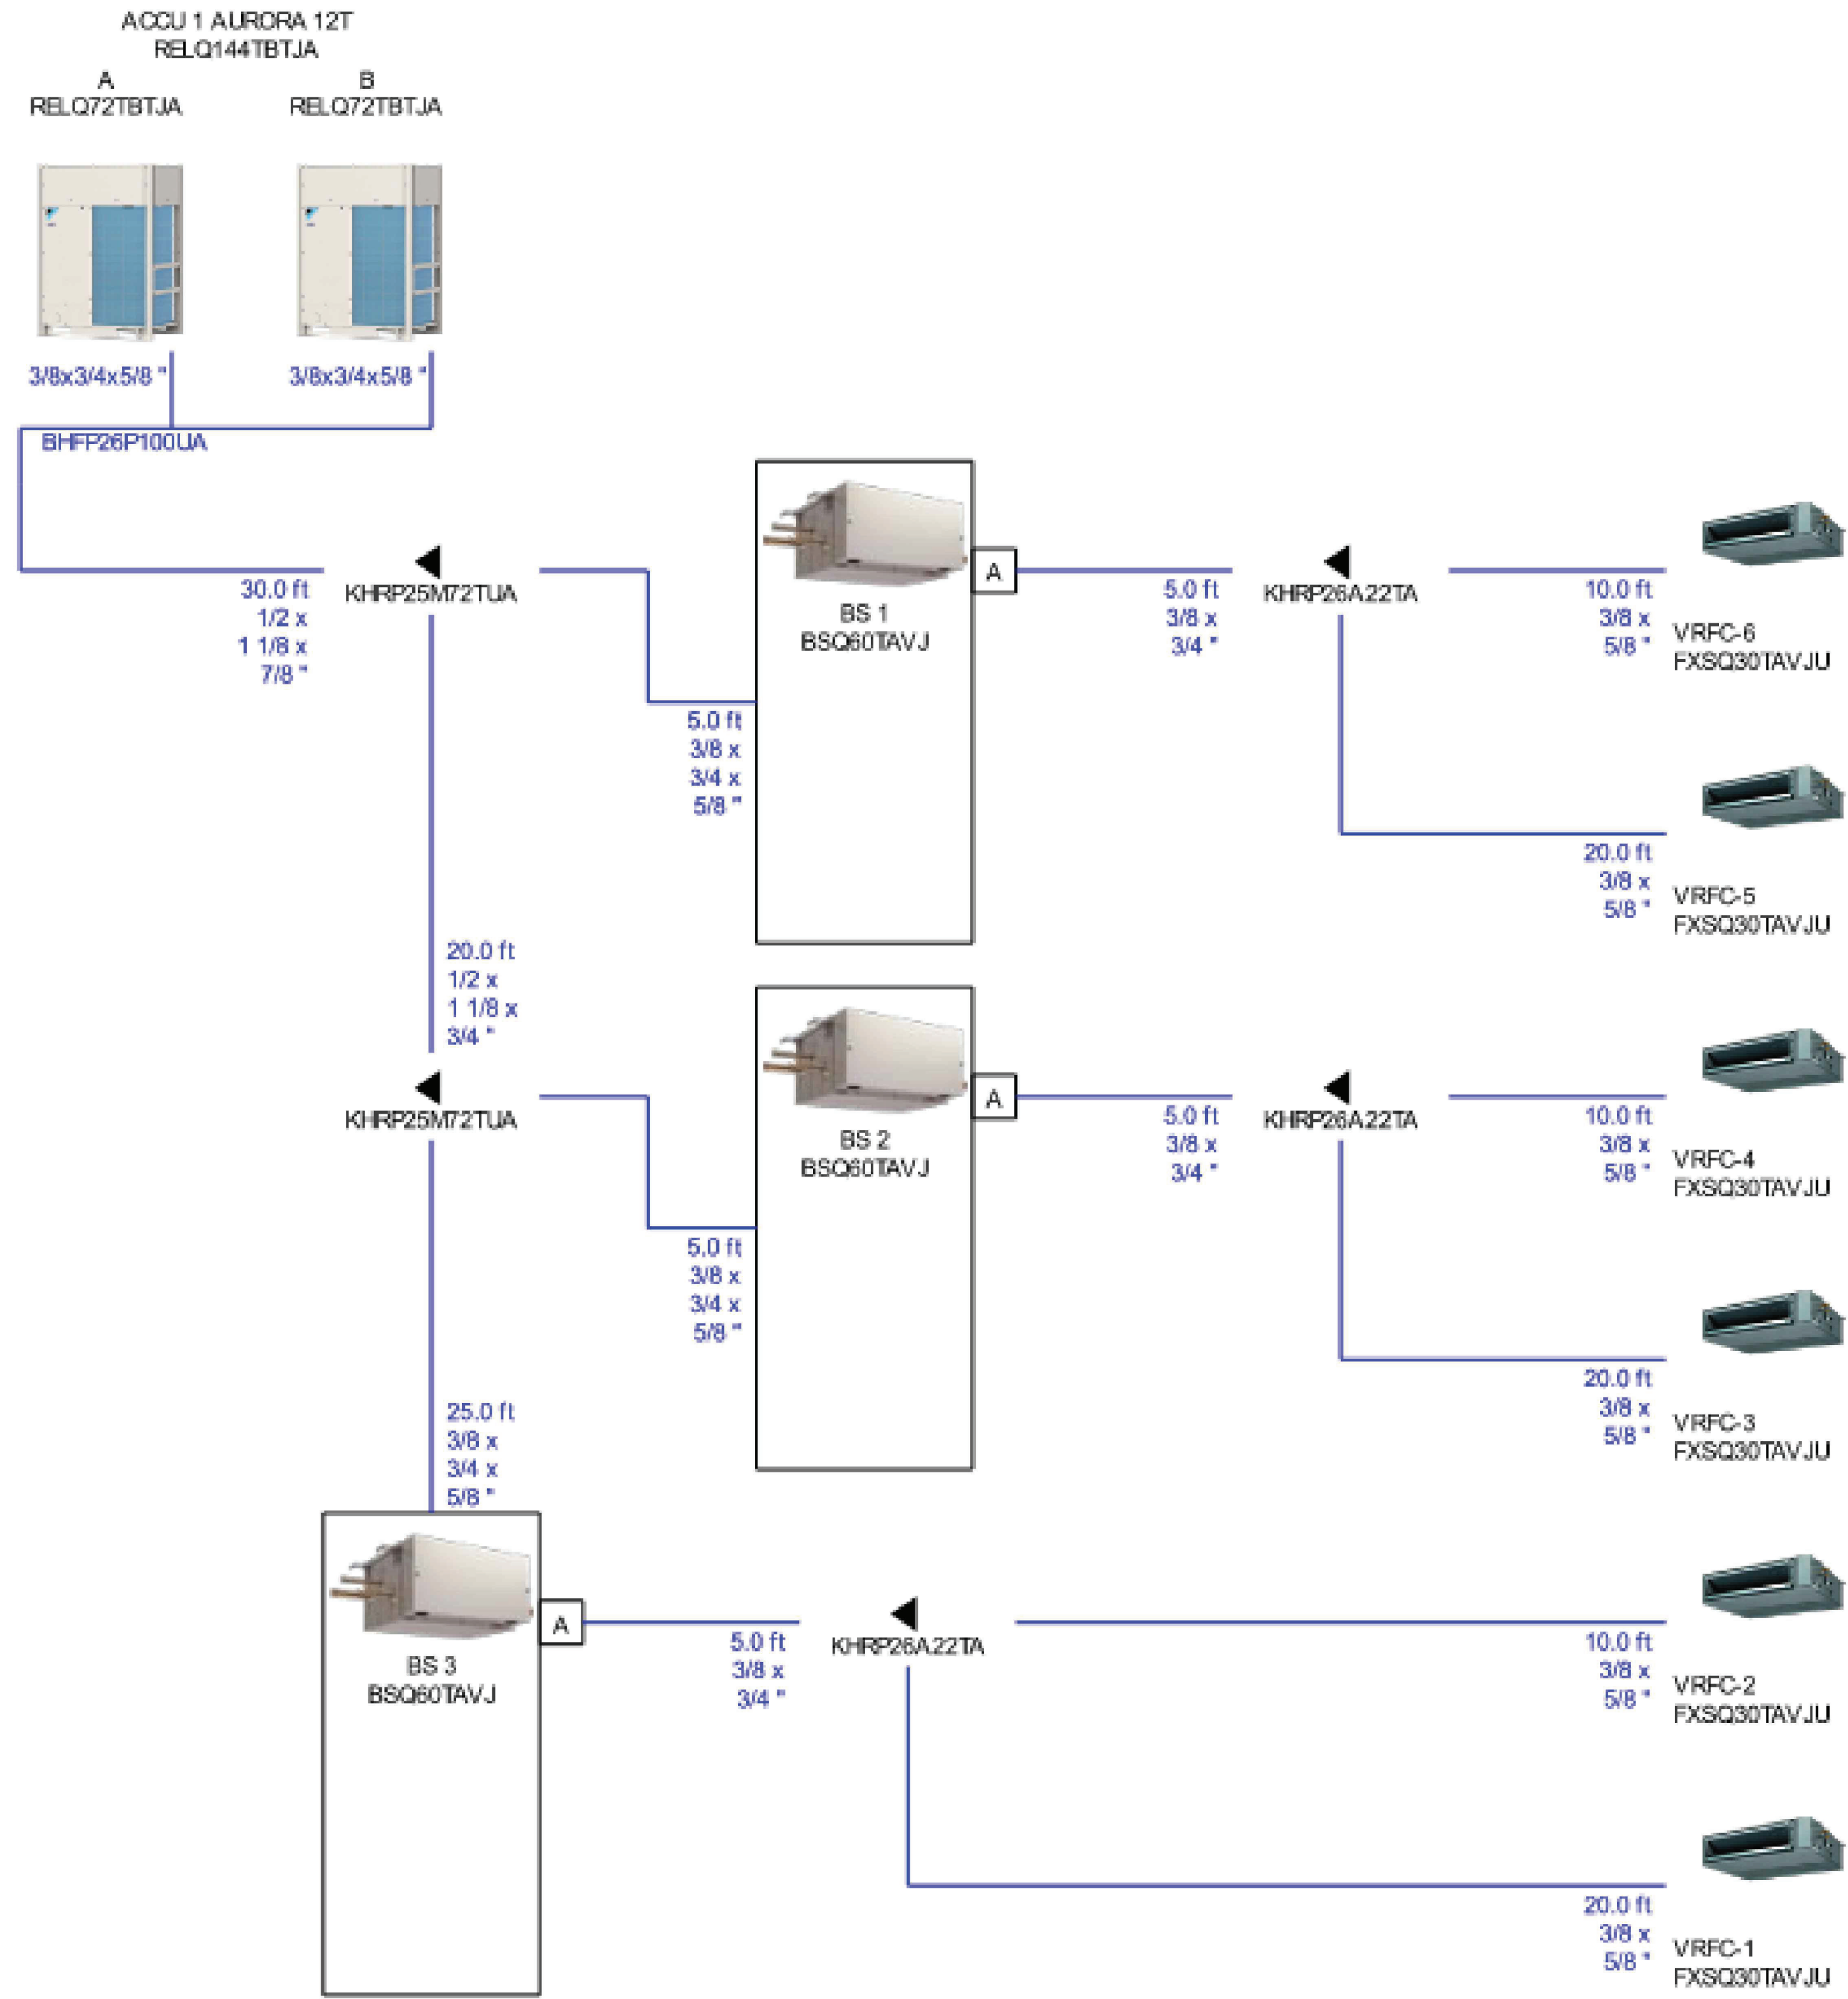 ACCU 1 AURORA 12T
RELQ144TBTJA
A
RELQ72TBTJA
B
RELQ72TBTJA
3/8x3/4x5/8 "
3/8x3/4x5/8 "
BHFP26P100UA
30.0 ft
1/2 x
1 1/8 x
7/8 "
KHRP25M72TUA
5.0 ft
3/8 x
3/4 x
5/8 "
BS 1
BSQ60TAVJ
A
5.0 ft
3/8 x
3/4 "
KHRP26A22TA
10.0 ft
3/8 x
5/8 "
VRFC-6
FXSQ30TAVJU
20.0 ft
3/8 x
5/8 "
VRFC-5
FXSQ30TAVJU
20.0 ft
1/2 x
1 1/8 x
3/4 "
KHRP25M72TUA
5.0 ft
3/8 x
3/4 x
5/8 "
BS 2
BSQ60TAVJ
A
5.0 ft
3/8 x
3/4 "
KHRP26A22TA
10.0 ft
3/8 x
5/8 "
VRFC-4
FXSQ30TAVJU
20.0 ft
3/8 x
5/8 "
VRFC-3
FXSQ30TAVJU
25.0 ft
3/8 x
3/4 x
5/8 "
BS 3
BSQ60TAVJ
A
5.0 ft
3/8 x
3/4 "
KHRP26A22TA
10.0 ft
3/8 x
5/8 "
VRFC-2
FXSQ30TAVJU
20.0 ft
3/8 x
5/8 "
VRFC-1
FXSQ30TAVJU